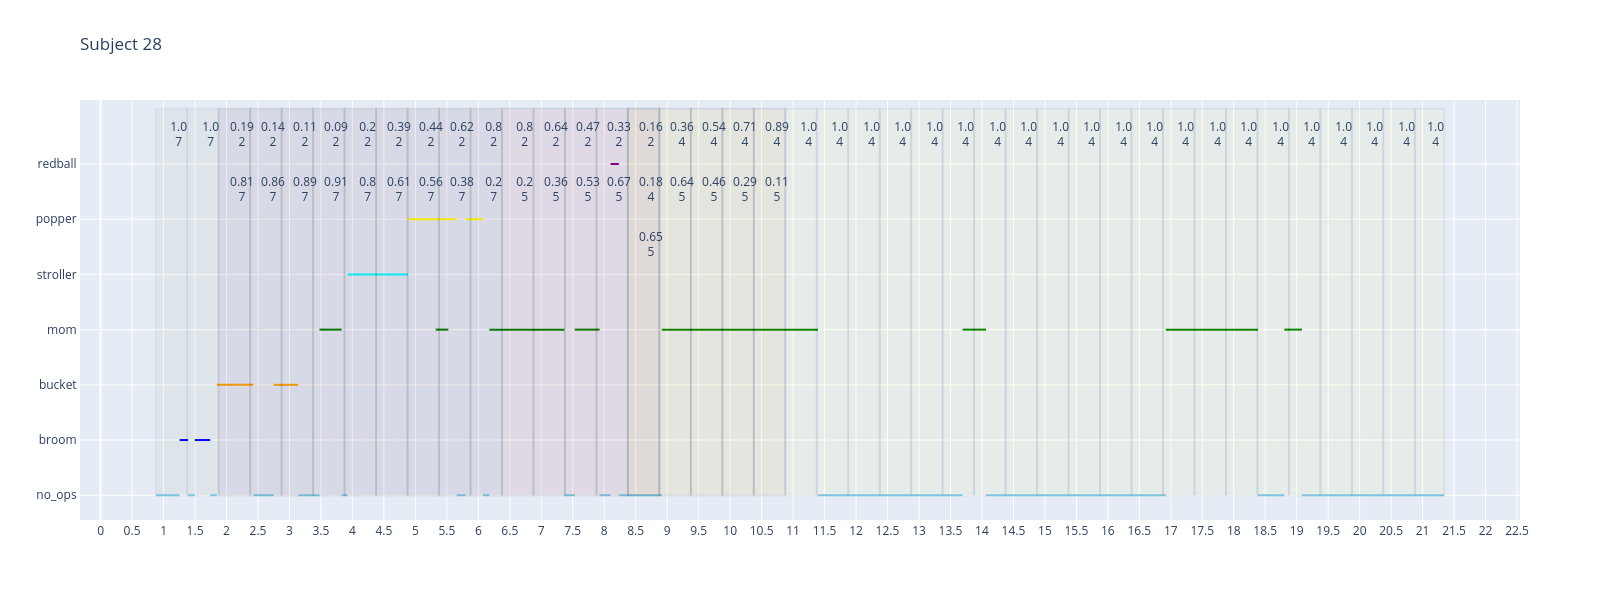 Subject 28
1.0 1.0 0.19 0.14 0.11 0.09 0.2 0.39 0.44 0.62 0.8 0.8 0.64 0.47 0.33 0.16 0.36 0.54 0.71 0.89 1.0 1.0 1.0 1.0 1.0 1.0 1.0 1.0 1.0 1.0 1.0 1.0 1.0 1.0 1.0 1.0 1.0 1.0 1.0 1.0 1.0
7 7 2 2 2 2 2 2 2 2 2 2 2 2 2 2 4 4 4 4 4 4 4 4 4 4 4 4 4 4 4 4 4 4 4 4 4 4 4 4 4
redball
0.81 0.86 0.89 0.91 0.8 0.61 0.56 0.38 0.2 0.2 0.36 0.53 0.67 0.18 0.64 0.46 0.29 0.11
7 7 7 7 7 7 7 7 7 5 5 5 5 4 5 5 5 5
popper
0.65
5
stroller
mom
bucket
broom
no_ops
0 0.5 1 1.5 2 2.5 3 3.5 4 4.5 5 5.5 6 6.5 7 7.5 8 8.5 9 9.5 10 10.5 11 11.5 12 12.5 13 13.5 14 14.5 15 15.5 16 16.5 17 17.5 18 18.5 19 19.5 20 20.5 21 21.5 22 22.5